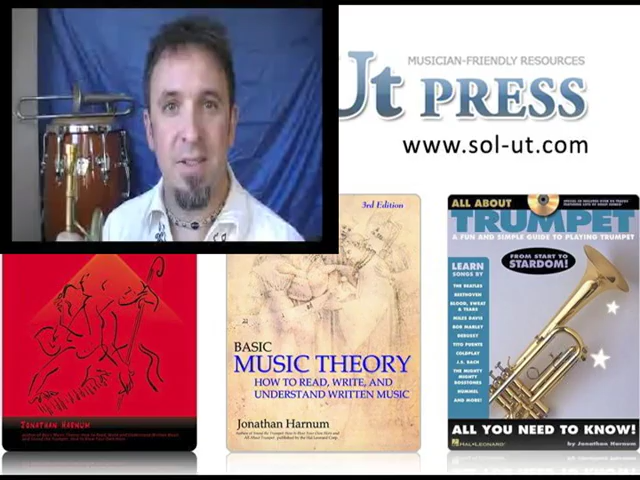 MUSICIAN-FRIENDLY RESOURCES
Ut PRESS
www.sol-ut.com
JONATHAN HARNUM
3rd Edition
BASIC
MUSIC THEORY
HOW TO READ, WRITE, AND
UNDERSTAND WRITTEN MUSIC
Jonathan Harnum
ALL ABOUT
TRUMPET
A FUN AND SIMPLE GUIDE TO PLAYING TRUMPET
FROM START TO
STARDOM!
LEARN
SONGS BY
THE BEATLES
BEETHOVEN
BLOOD, SWEAT
& TEARS
MILES DAVIS
BOB MARLEY
DEBUSSY
TITO PUENTE
COLDPLAY
J.S. BACH
THE MIGHTY
MIGHTY
BOSSTONES
HUMMEL
AND MORE!
ALL YOU NEED TO KNOW!
HAL•LEONARD
by Jonathan Harnum